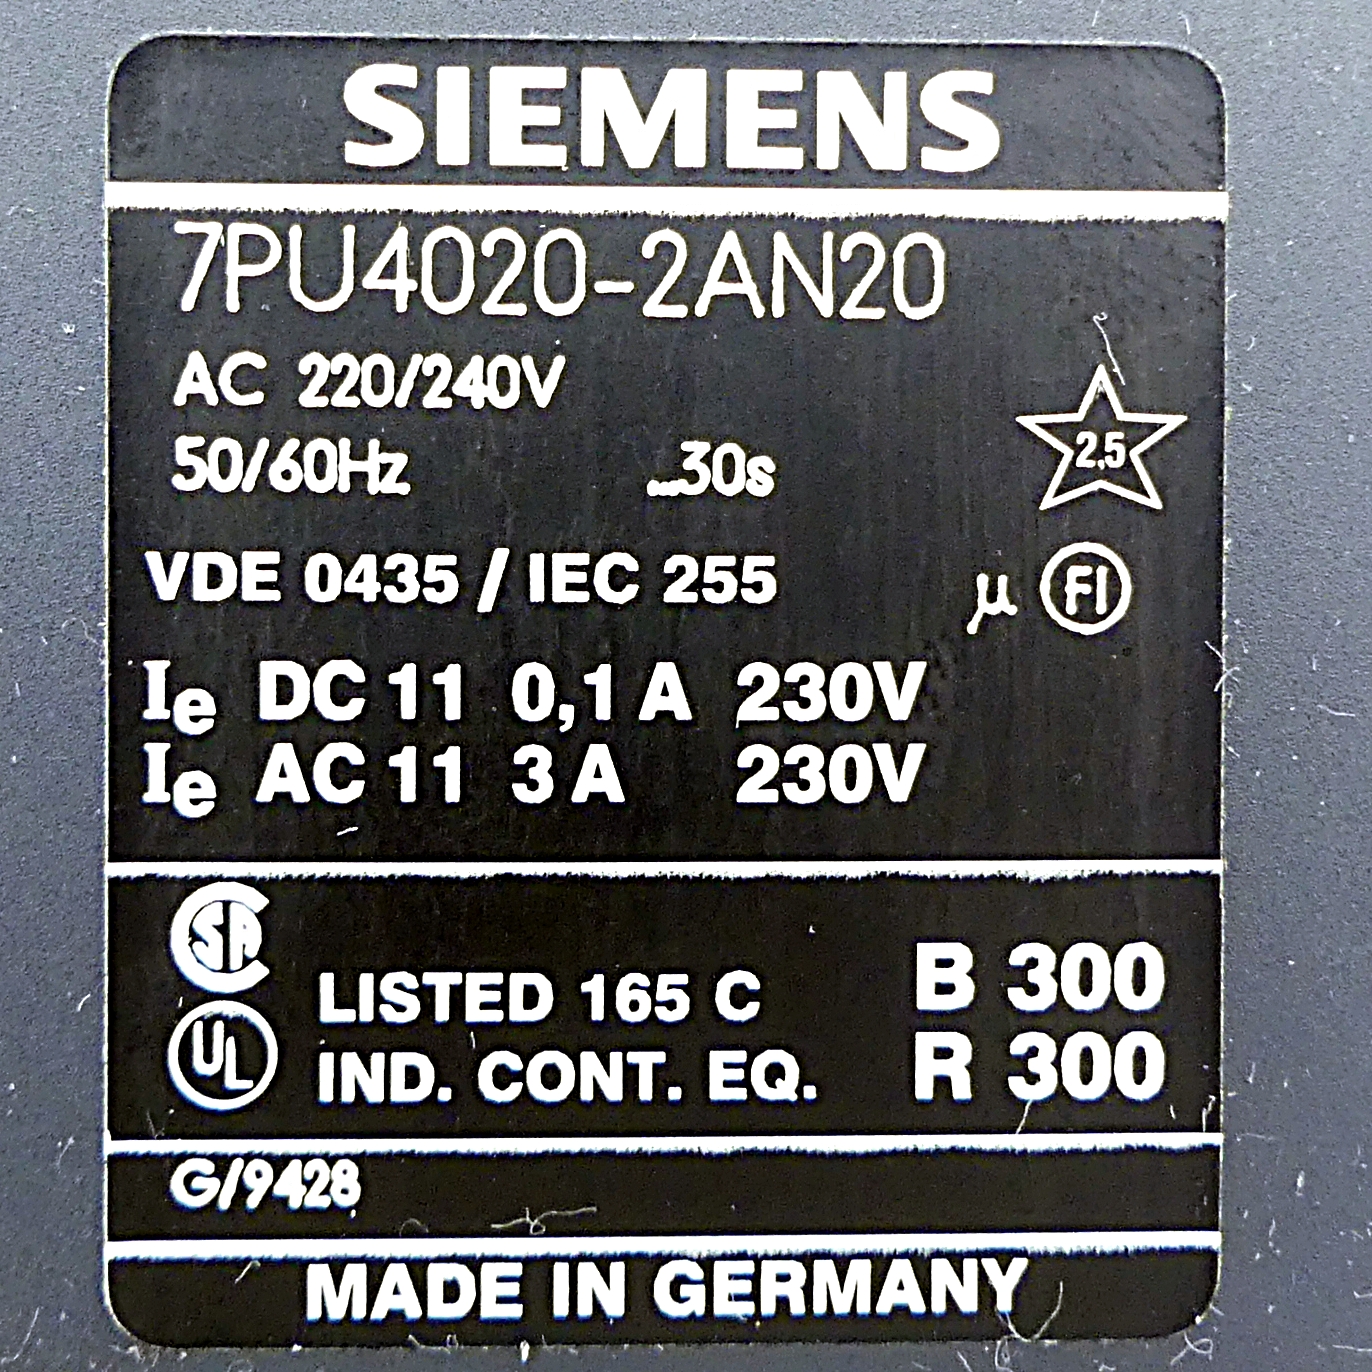 SIEMENS
7PU4020-2AN20
AC 220/240V
50/60Hz ...30s
2,5
VDE 0435 / IEC 255 µ FI
Ie DC 11 0,1 A 230V
Ie AC 11 3 A 230V
SA
LISTED 165 C B 300
UL IND. CONT. EQ. R 300
G/9428
MADE IN GERMANY